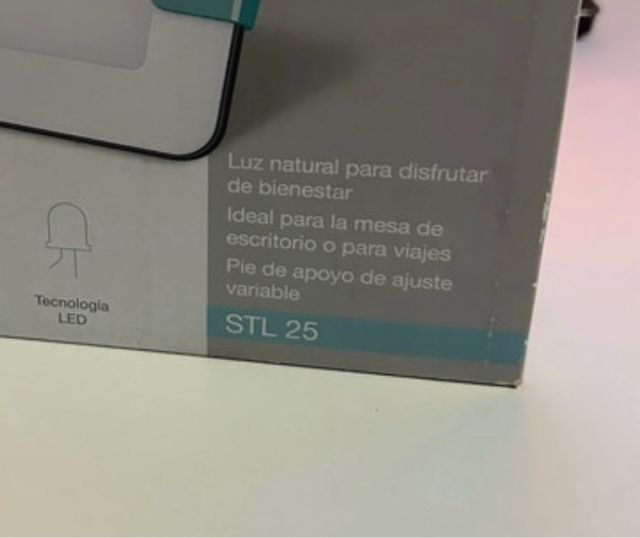 Luz natural para disfrutar
de bienestar
Ideal para la mesa de
escritorio o para viajes
Pie de apoyo de ajuste
variable
Tecnología
LED
STL 25